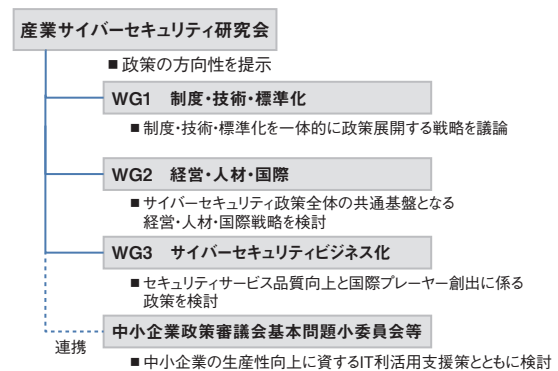 産業サイバーセキュリティ研究会
■ 政策の方向性を提示
WG1 制度・技術・標準化
■ 制度・技術・標準化を一体的に政策展開する戦略を議論
WG2 経営・人材・国際
■ サイバーセキュリティ政策全体の共通基盤となる
経営・人材・国際戦略を検討
WG3 サイバーセキュリティビジネス化
■ セキュリティサービス品質向上と国際プレーヤー創出に係る
政策を検討
中小企業政策審議会基本問題小委員会等
連携
■ 中小企業の生産性向上に資するIT利活用支援策とともに検討